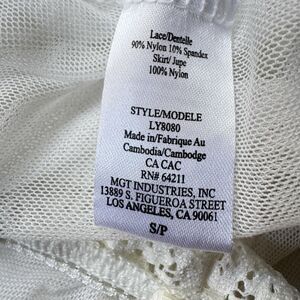 Lace/Dentelle
90% Nylon 10% Spandex
Skirt/ Jupe
100% Nylon
STYLE/MODELE
LY8080
Made in/Fabrique Au
Cambodia/Cambodge
CA CAC
RN# 64211
MGT INDUSTRIES, INC
13889 S. FIGUEROA STREET
LOS ANGELES, CA 90061
S/P